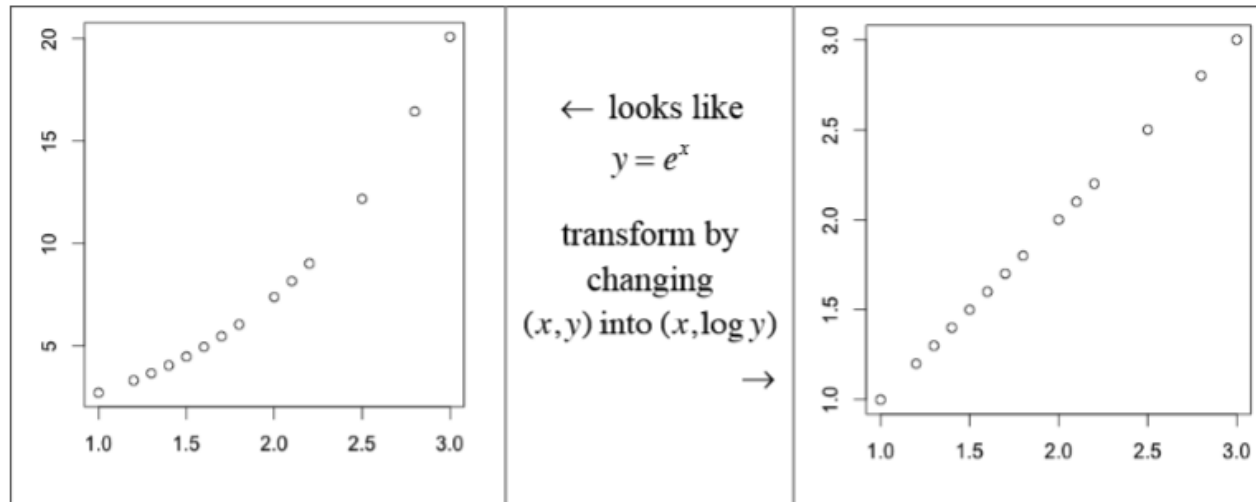 20
15
10
5
1.0 1.5 2.0 2.5 3.0
← looks like
y = e^x
transform by
changing
(x, y) into (x, log y)
→
3.0
2.5
2.0
1.5
1.0
1.0 1.5 2.0 2.5 3.0